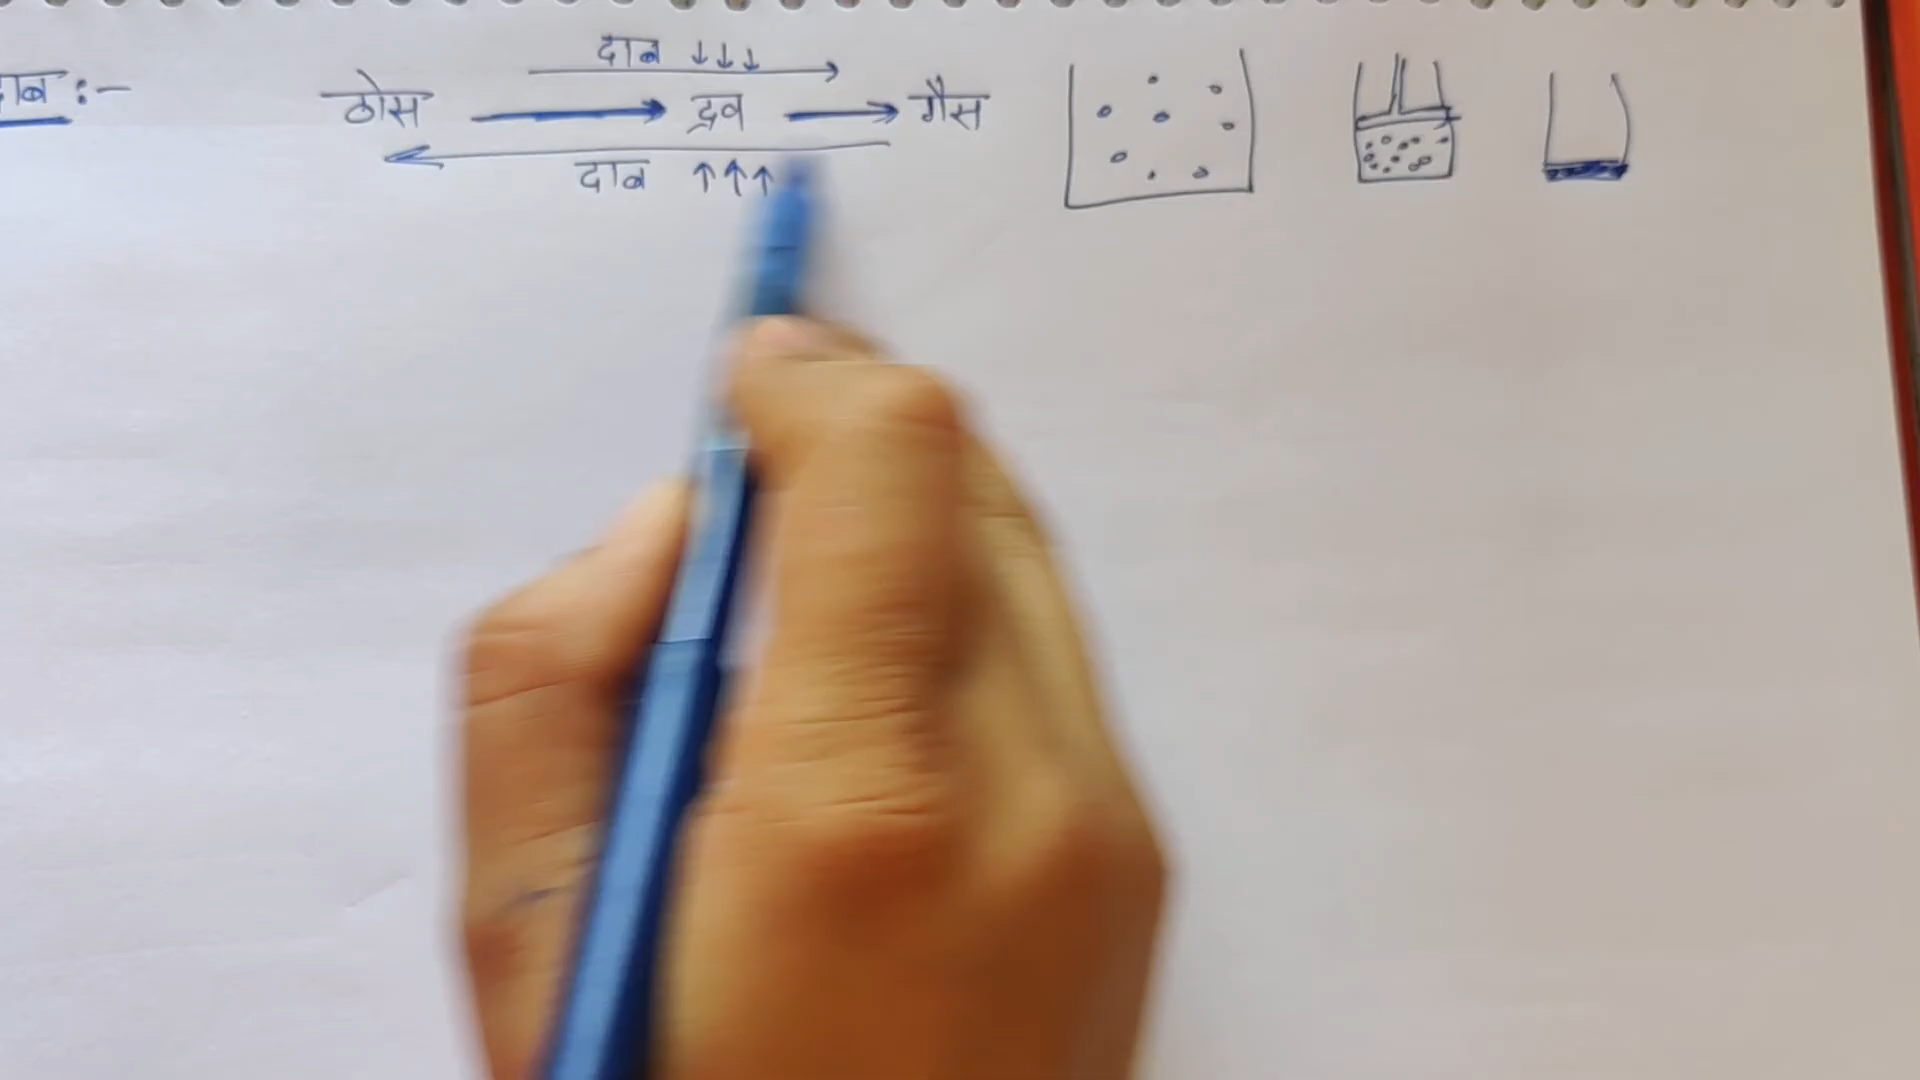 दाब ↓↓↓
दाब :-
ठोस → द्रव → गैस
दाब ↑↑↑